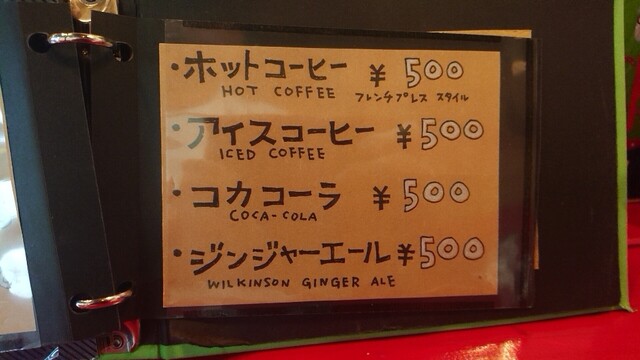 ・ホットコーヒー ¥500
HOT COFFEE フレンチプレス スタイル
・アイスコーヒー ¥500
ICED COFFEE
・コカコーラ ¥500
COCA-COLA
・ジンジャーエール ¥500
WILKINSON GINGER ALE